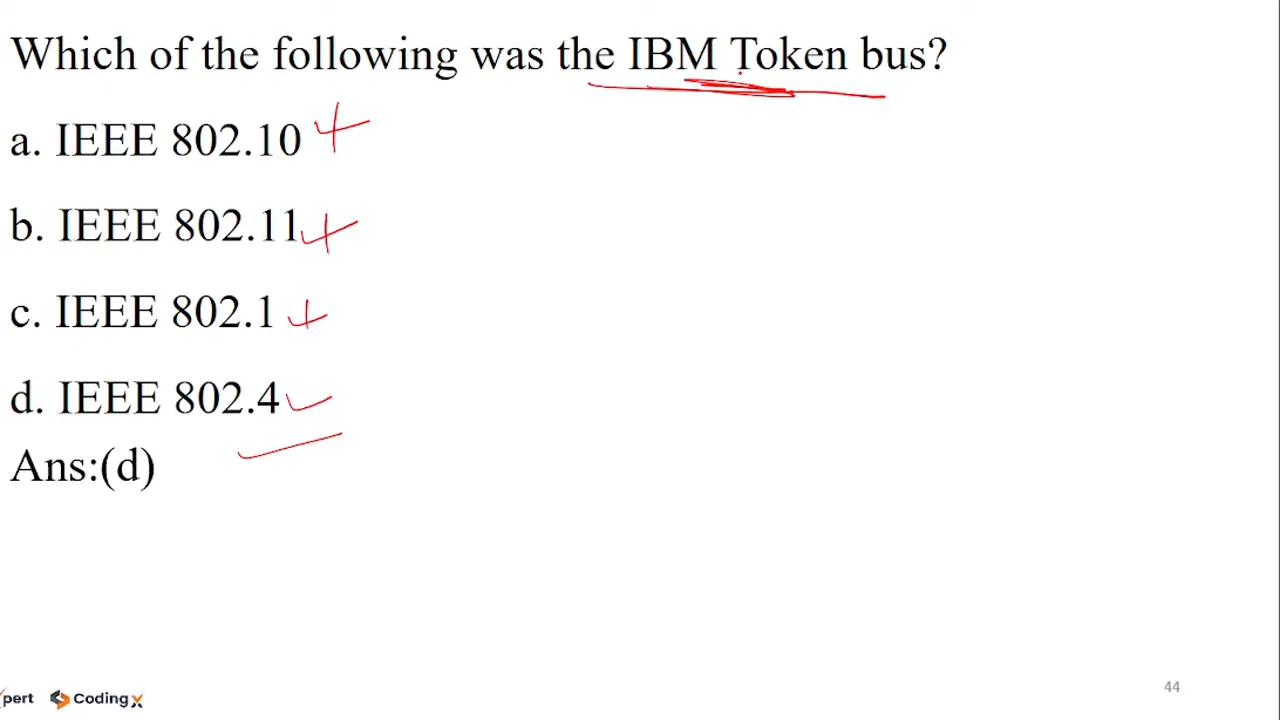 Which of the following was the IBM Token bus?
a. IEEE 802.10
b. IEEE 802.11
c. IEEE 802.1
d. IEEE 802.4
Ans:(d)
pert CodingX
44